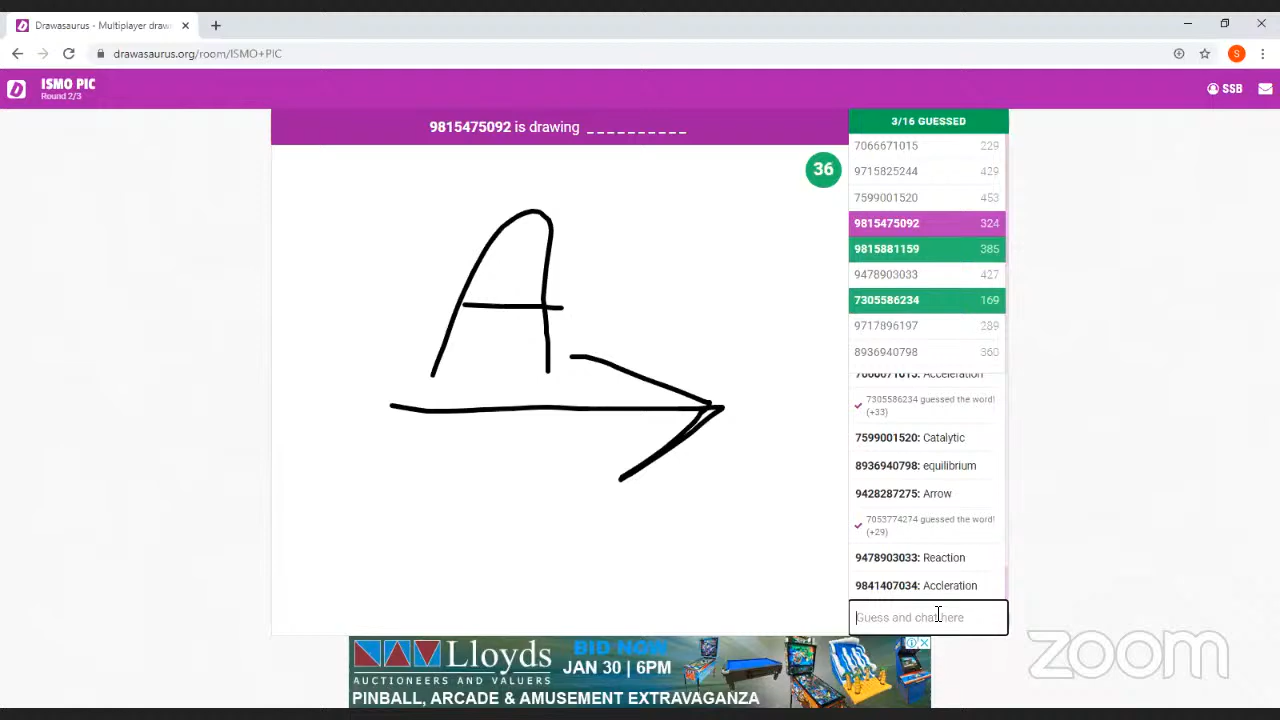 Drawasaurus - Multiplayer draw
drawasaurus.org/room/ISMO+PIC
S
ISMO PIC
Round 2/3
SSB
9815475092 is drawing _ _ _ _ _ _ _ _ _ _
36
A
3/16 GUESSED
7066671015 229
9715825244 429
7599001520 453
9815475092 324
9815881159 385
9478903033 427
7305586234 169
9717896197 289
8936940798 360
7066671015: Acceleration
7305586234 guessed the word!
(+33)
7599001520: Catalytic
8936940798: equilibrium
9428287275: Arrow
7053774274 guessed the word!
(+29)
9478903033: Reaction
9841407034: Accleration
Guess and chat here
NAV Lloyds
AUCTIONEERS AND VALUERS
BID NOW
JAN 30 | 6PM
PINBALL, ARCADE & AMUSEMENT EXTRAVAGANZA
zoom